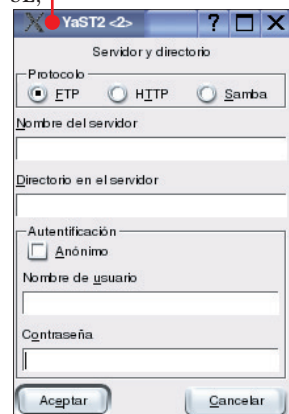 YaST2 <2> ?
Servidor y directorio
Protocolo
FTP HTTP Samba
Nombre del servidor
Directorio en el servidor
Autentificación
Anónimo
Nombre de usuario
Contraseña
Aceptar Cancelar